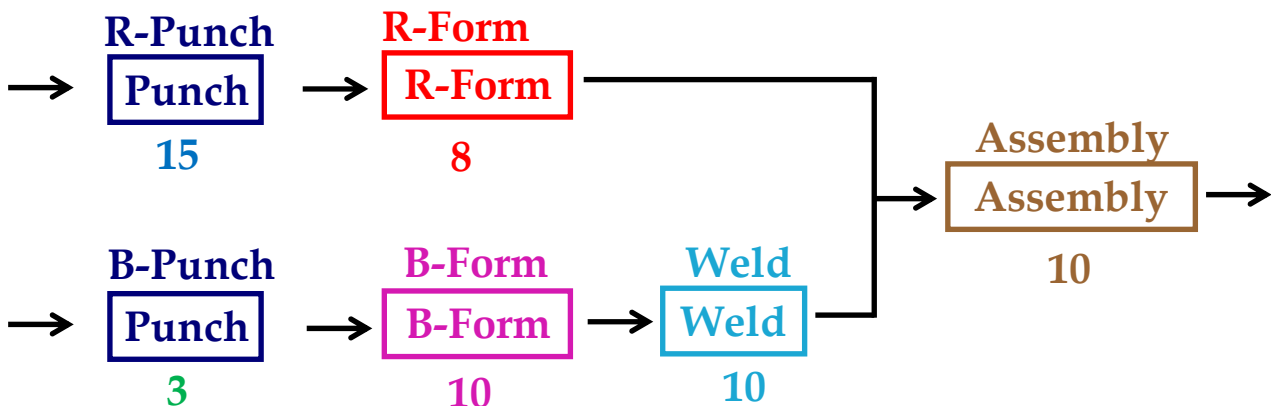 R-Punch
Punch
15
R-Form
R-Form
8
Assembly
Assembly
10
B-Punch
Punch
3
B-Form
B-Form
10
Weld
Weld
10